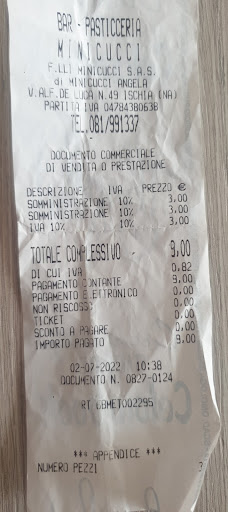 BAR - PASTICCERIA
MINICUCCI
F.LLI MINICUCCI S.A.S.
di MINICUCCI ANGELA
V.ALF.DE LUCA N.49 ISCHIA (NA)
PARTITA IVA 04784380638
TEL.081/991337
DOCUMENTO COMMERCIALE
DI VENDITA O PRESTAZIONE
DESCRIZIONE IVA PREZZO €
SOMMINISTRAZIONE 10% 3,00
SOMMINISTRAZIONE 10% 3,00
IVA 10% 10% 3,00
TOTALE COMPLESSIVO 9,00
DI CUI IVA 0,82
PAGAMENTO CONTANTE 9,00
PAGAMENTO ELETTRONICO 0,00
NON RISCOSSO 0,00
TICKET 0,00
SCONTO A PAGARE 0,00
IMPORTO PAGATO 9,00
02-07-2022 10:38
DOCUMENTO N. 0827-0124
RT 6BMET002295
*** APPENDICE ***
NUMERO PEZZI 3